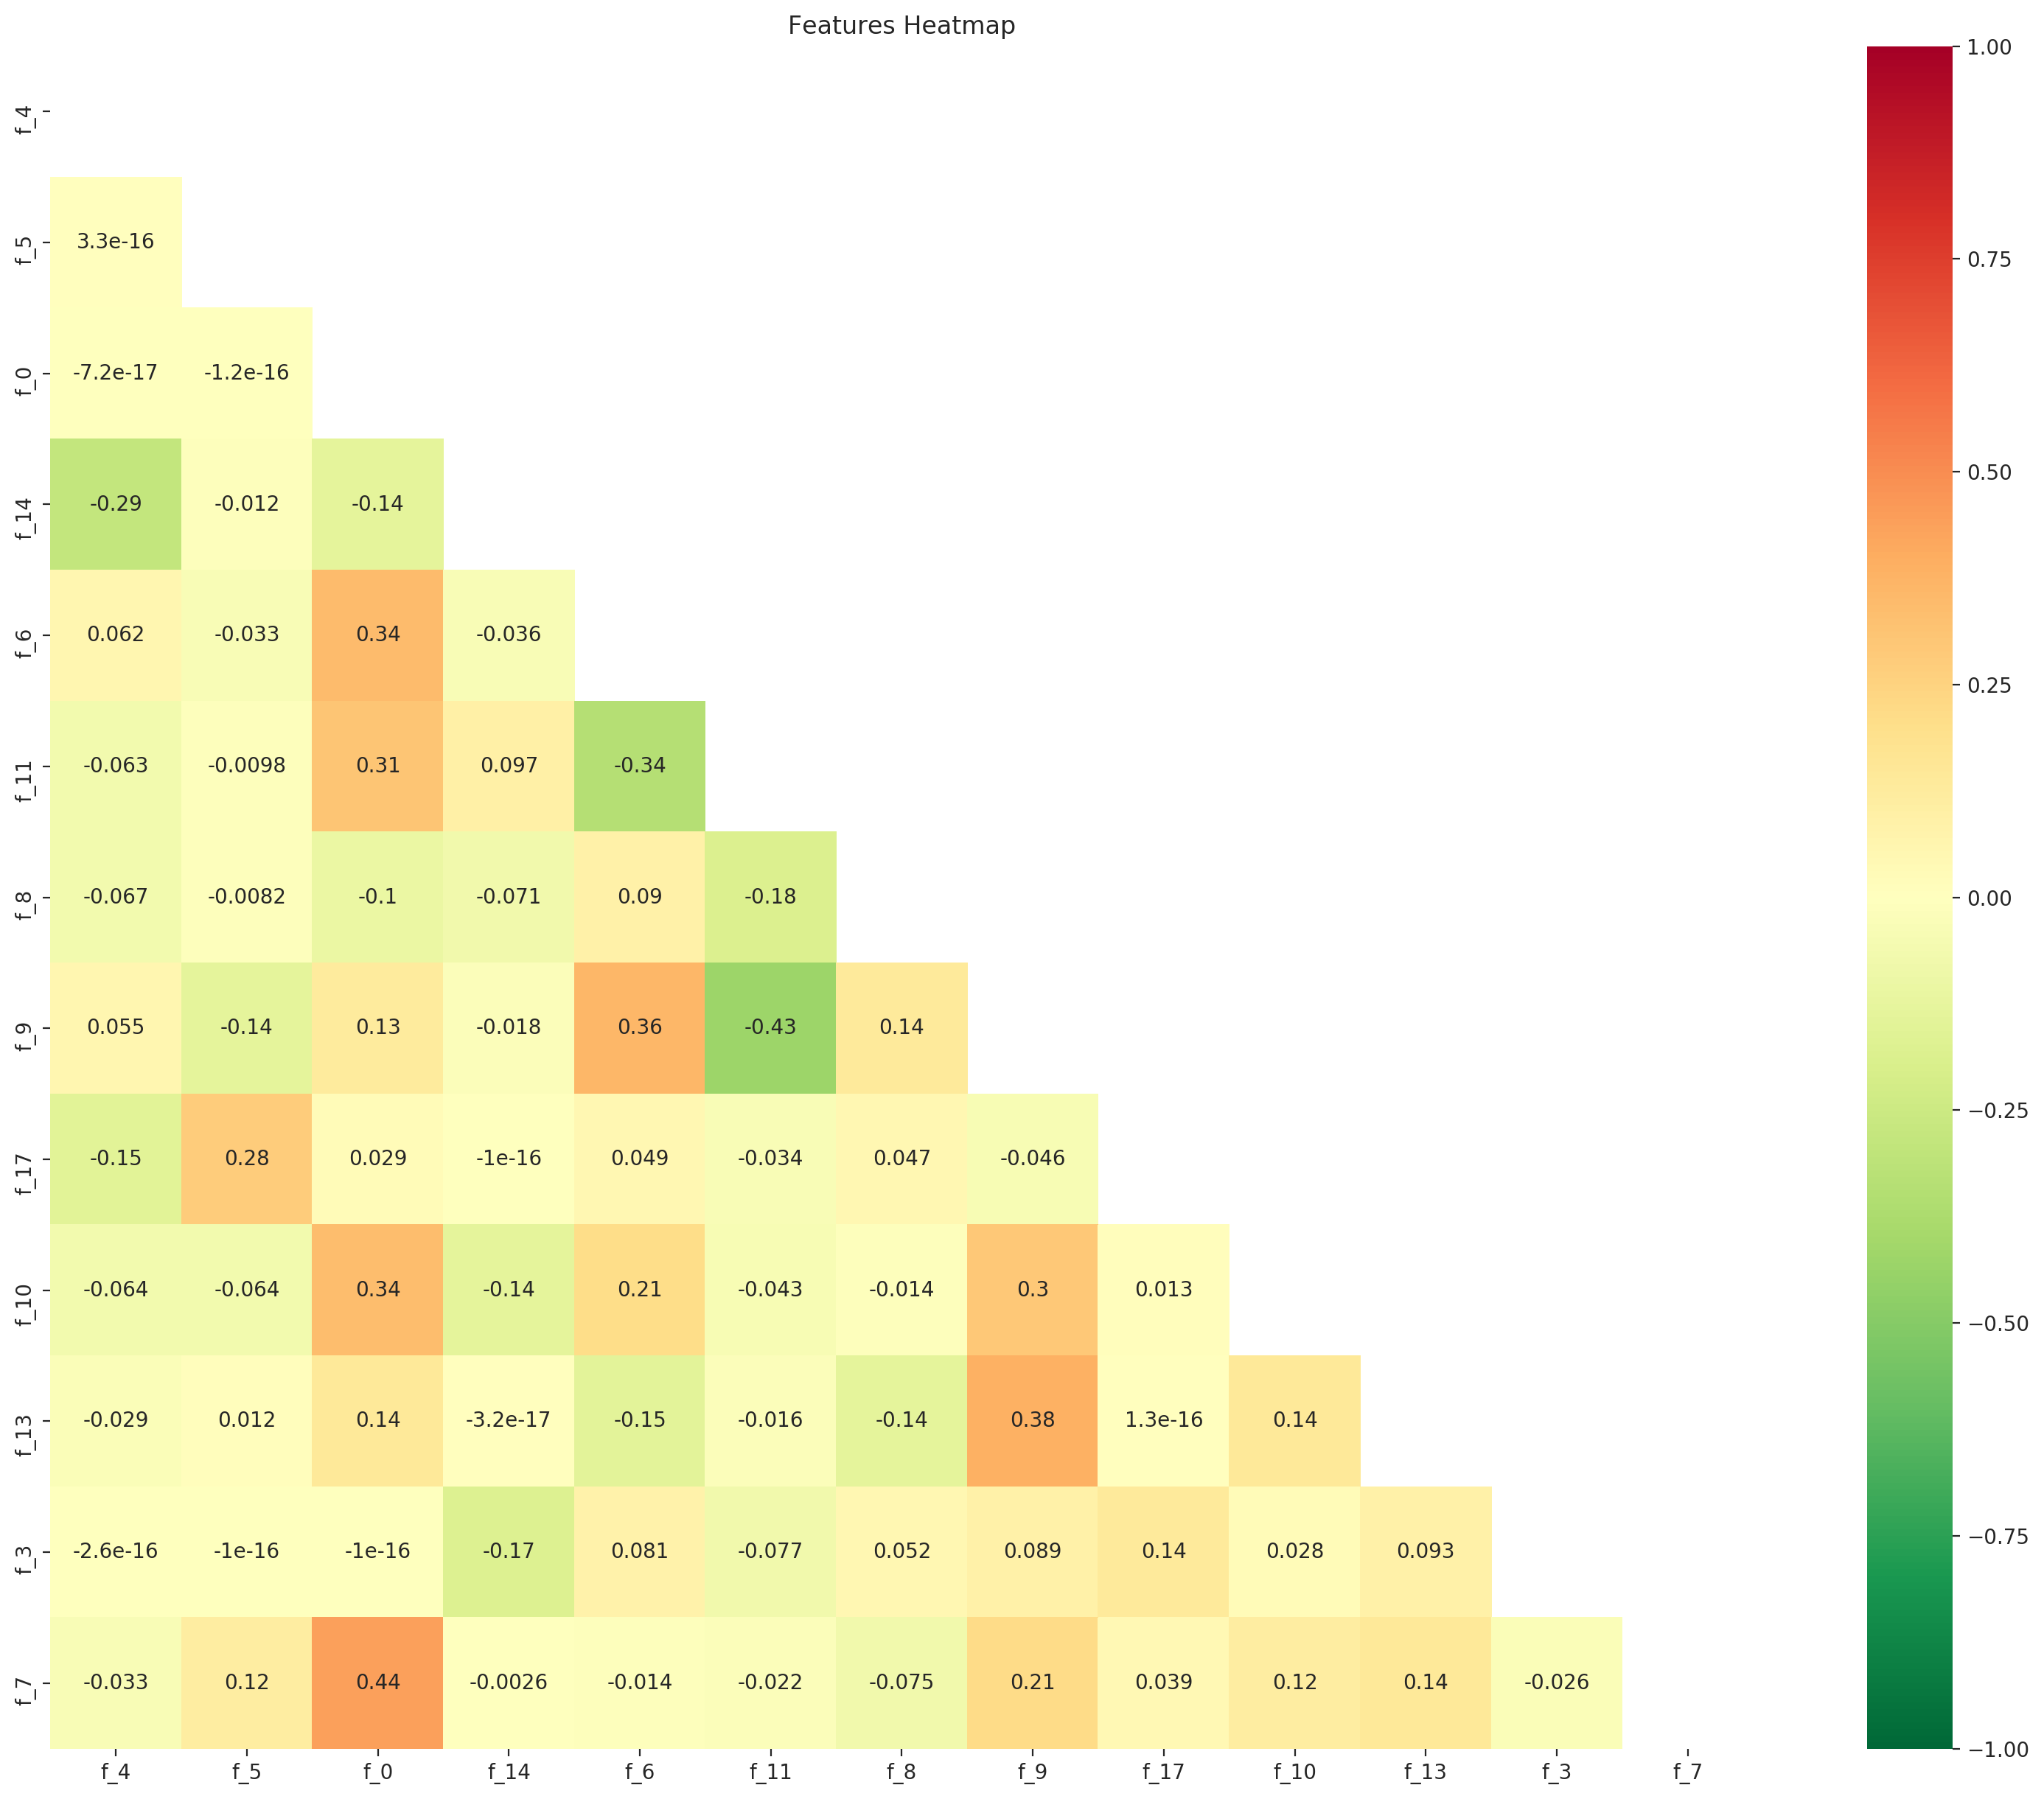 Features Heatmap
1.00
f_4
f_5 3.3e-16
0.75
f_0 -7.2e-17 -1.2e-16
f_14 -0.29 -0.012 -0.14
0.50
f_6 0.062 -0.033 0.34 -0.036
0.25
f_11 -0.063 -0.0098 0.31 0.097 -0.34
f_8 -0.067 -0.0082 -0.1 -0.071 0.09 -0.18
0.00
f_9 0.055 -0.14 0.13 -0.018 0.36 -0.43 0.14
−0.25
f_17 -0.15 0.28 0.029 -1e-16 0.049 -0.034 0.047 -0.046
f_10 -0.064 -0.064 0.34 -0.14 0.21 -0.043 -0.014 0.3 0.013
−0.50
f_13 -0.029 0.012 0.14 -3.2e-17 -0.15 -0.016 -0.14 0.38 1.3e-16 0.14
−0.75
f_3 -2.6e-16 -1e-16 -1e-16 -0.17 0.081 -0.077 0.052 0.089 0.14 0.028 0.093
f_7 -0.033 0.12 0.44 -0.0026 -0.014 -0.022 -0.075 0.21 0.039 0.12 0.14 -0.026
−1.00
f_4 f_5 f_0 f_14 f_6 f_11 f_8 f_9 f_17 f_10 f_13 f_3 f_7